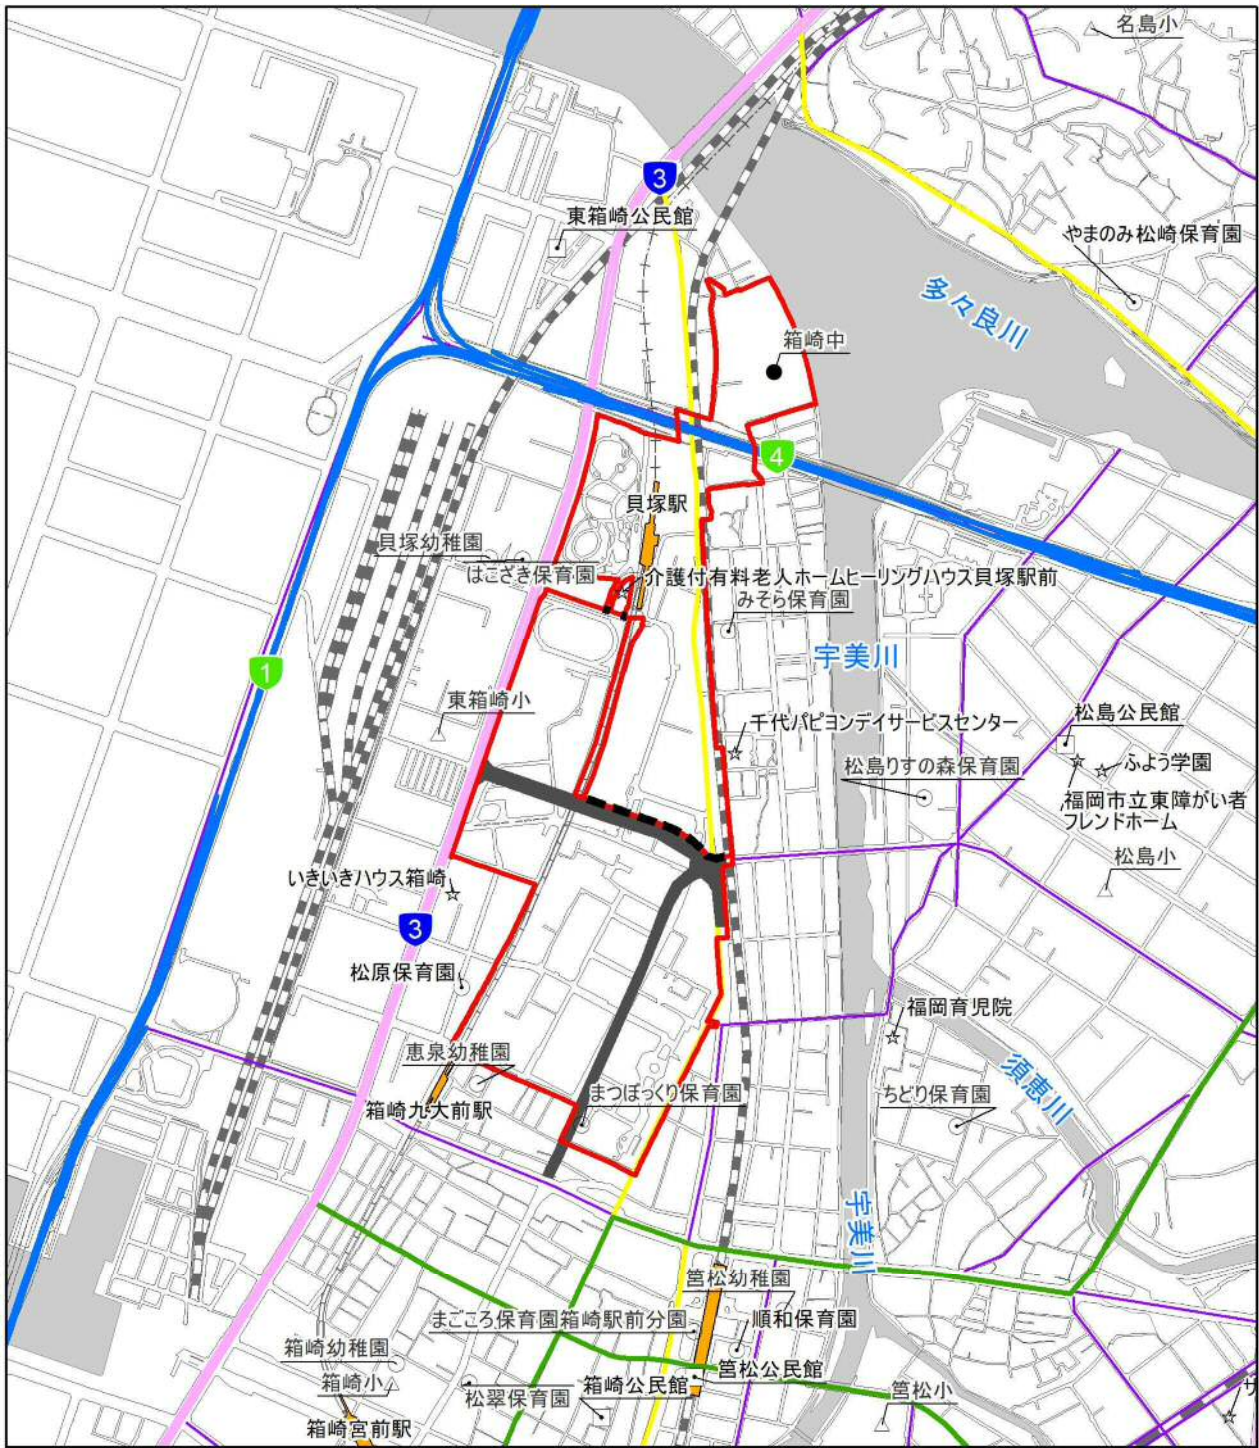 名島小
3
東箱崎公民館
やまのみ松崎保育園
多々良川
箱崎中
4
貝塚駅
貝塚幼稚園
はこざき保育園
介護付有料老人ホームヒーリングハウス貝塚駅前
みそら保育園
宇美川
1
東箱崎小
千代パピヨンデイサービスセンター
松島公民館
松島りすの森保育園
ふよう学園
福岡市立東障がい者
フレンドホーム
松島小
いきいきハウス箱崎
3
松原保育園
福岡育児院
恵泉幼稚園
須恵川
まつぼっくり保育園
ちどり保育園
箱崎九大前駅
宇美川
筥松幼稚園
まごころ保育園箱崎駅前分園
順和保育園
箱崎幼稚園
筥松公民館
箱崎小
松翠保育園
箱崎公民館
筥松小
サ
箱崎宮前駅